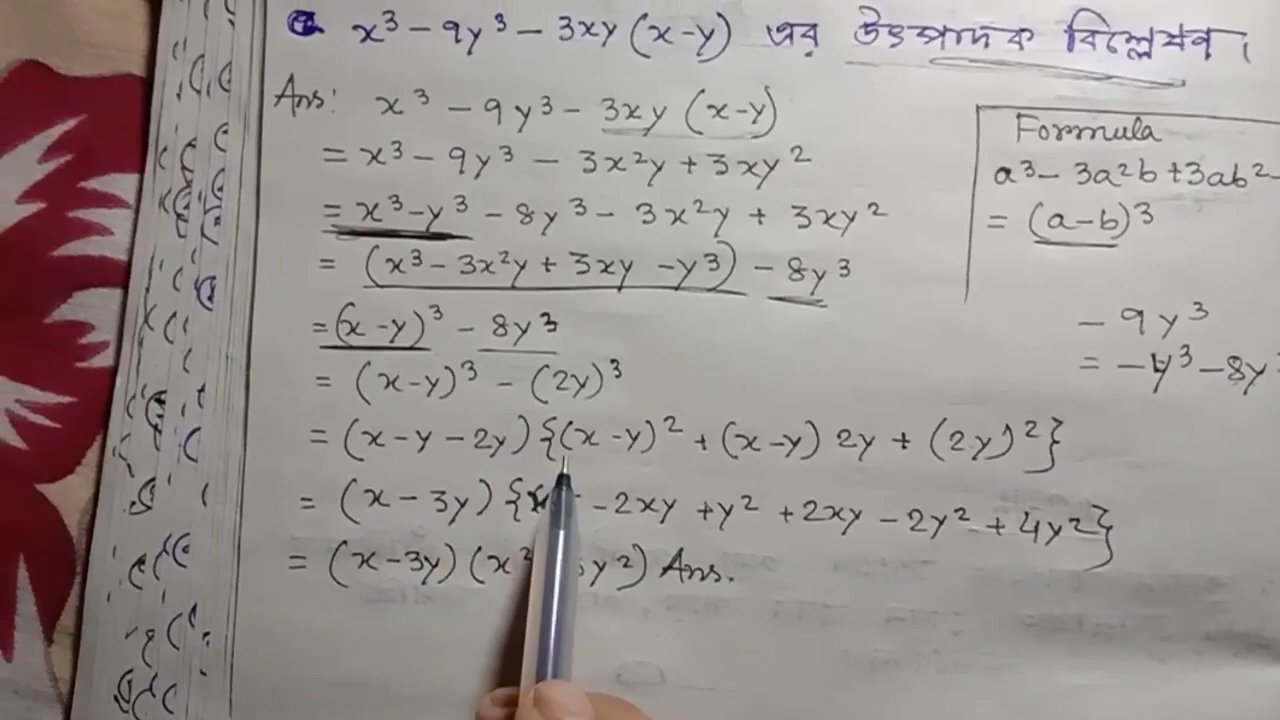 x³ - 9y³ - 3xy (x-y) এর উৎপাদক বিশ্লেষণ।
Ans: x³ - 9y³ - 3xy (x-y)
= x³ - 9y³ - 3x²y + 3xy²
= x³-y³ - 8y³ - 3x²y + 3xy²
= (x³ - 3x²y + 3xy - y³) - 8y³
= (x-y)³ - 8y³
= (x-y)³ - (2y)³
= (x-y-2y) {(x-y)² + (x-y) 2y + (2y)²}
= (x-3y) { - 2xy + y² + 2xy - 2y² + 4y²}
= (x-3y) (x² y²) Ans.
Formula
a³ - 3a²b + 3ab² -
= (a-b)³
- 9y³
= - y³ - 8y